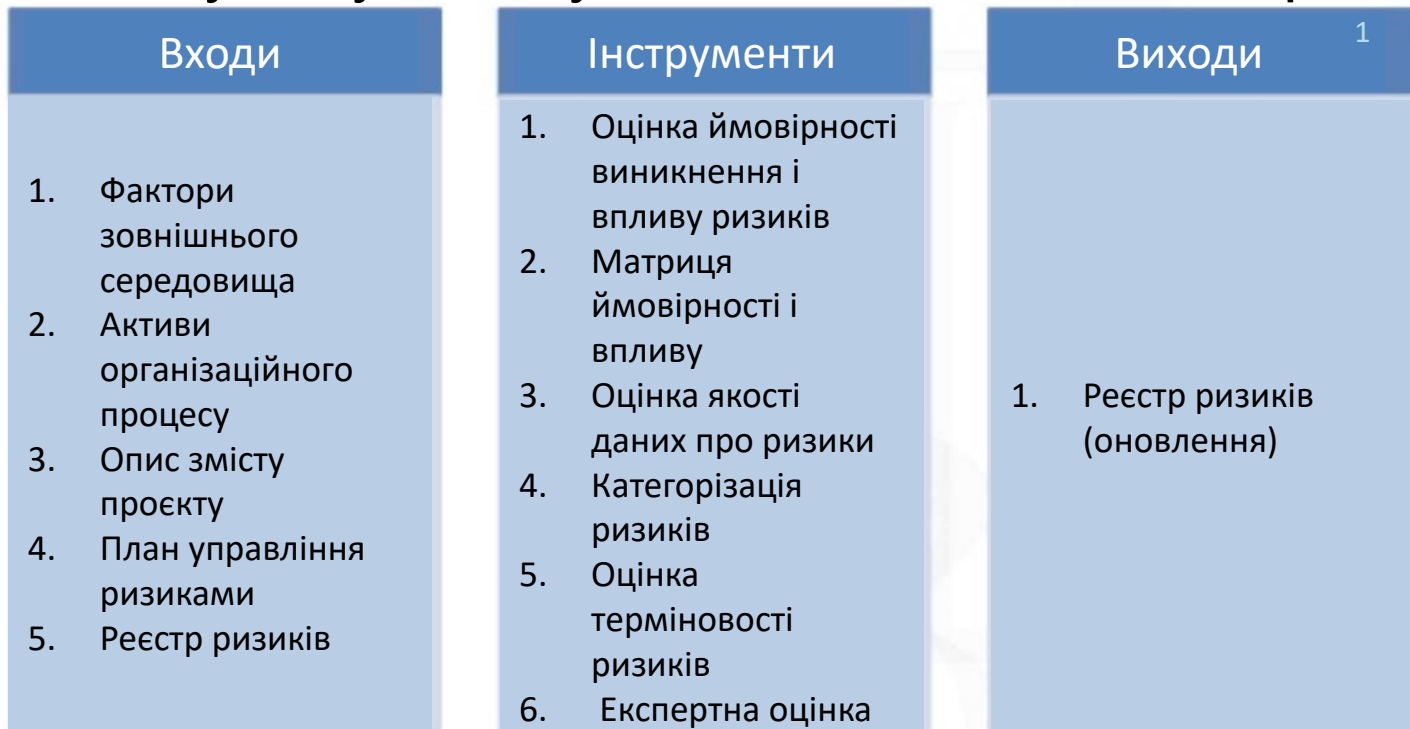 Входи
1. Фактори
зовнішнього
середовища
2. Активи
організаційного
процесу
3. Опис змісту
проєкту
4. План управління
ризиками
5. Реєстр ризиків
Інструменти
1. Оцінка ймовірності
виникнення і
впливу ризиків
2. Матриця
ймовірності і
впливу
3. Оцінка якості
даних про ризики
4. Категорізація
ризиків
5. Оцінка
терміновості
ризиків
6. Експертна оцінка
Виходи
1
1. Реєстр ризиків
(оновлення)